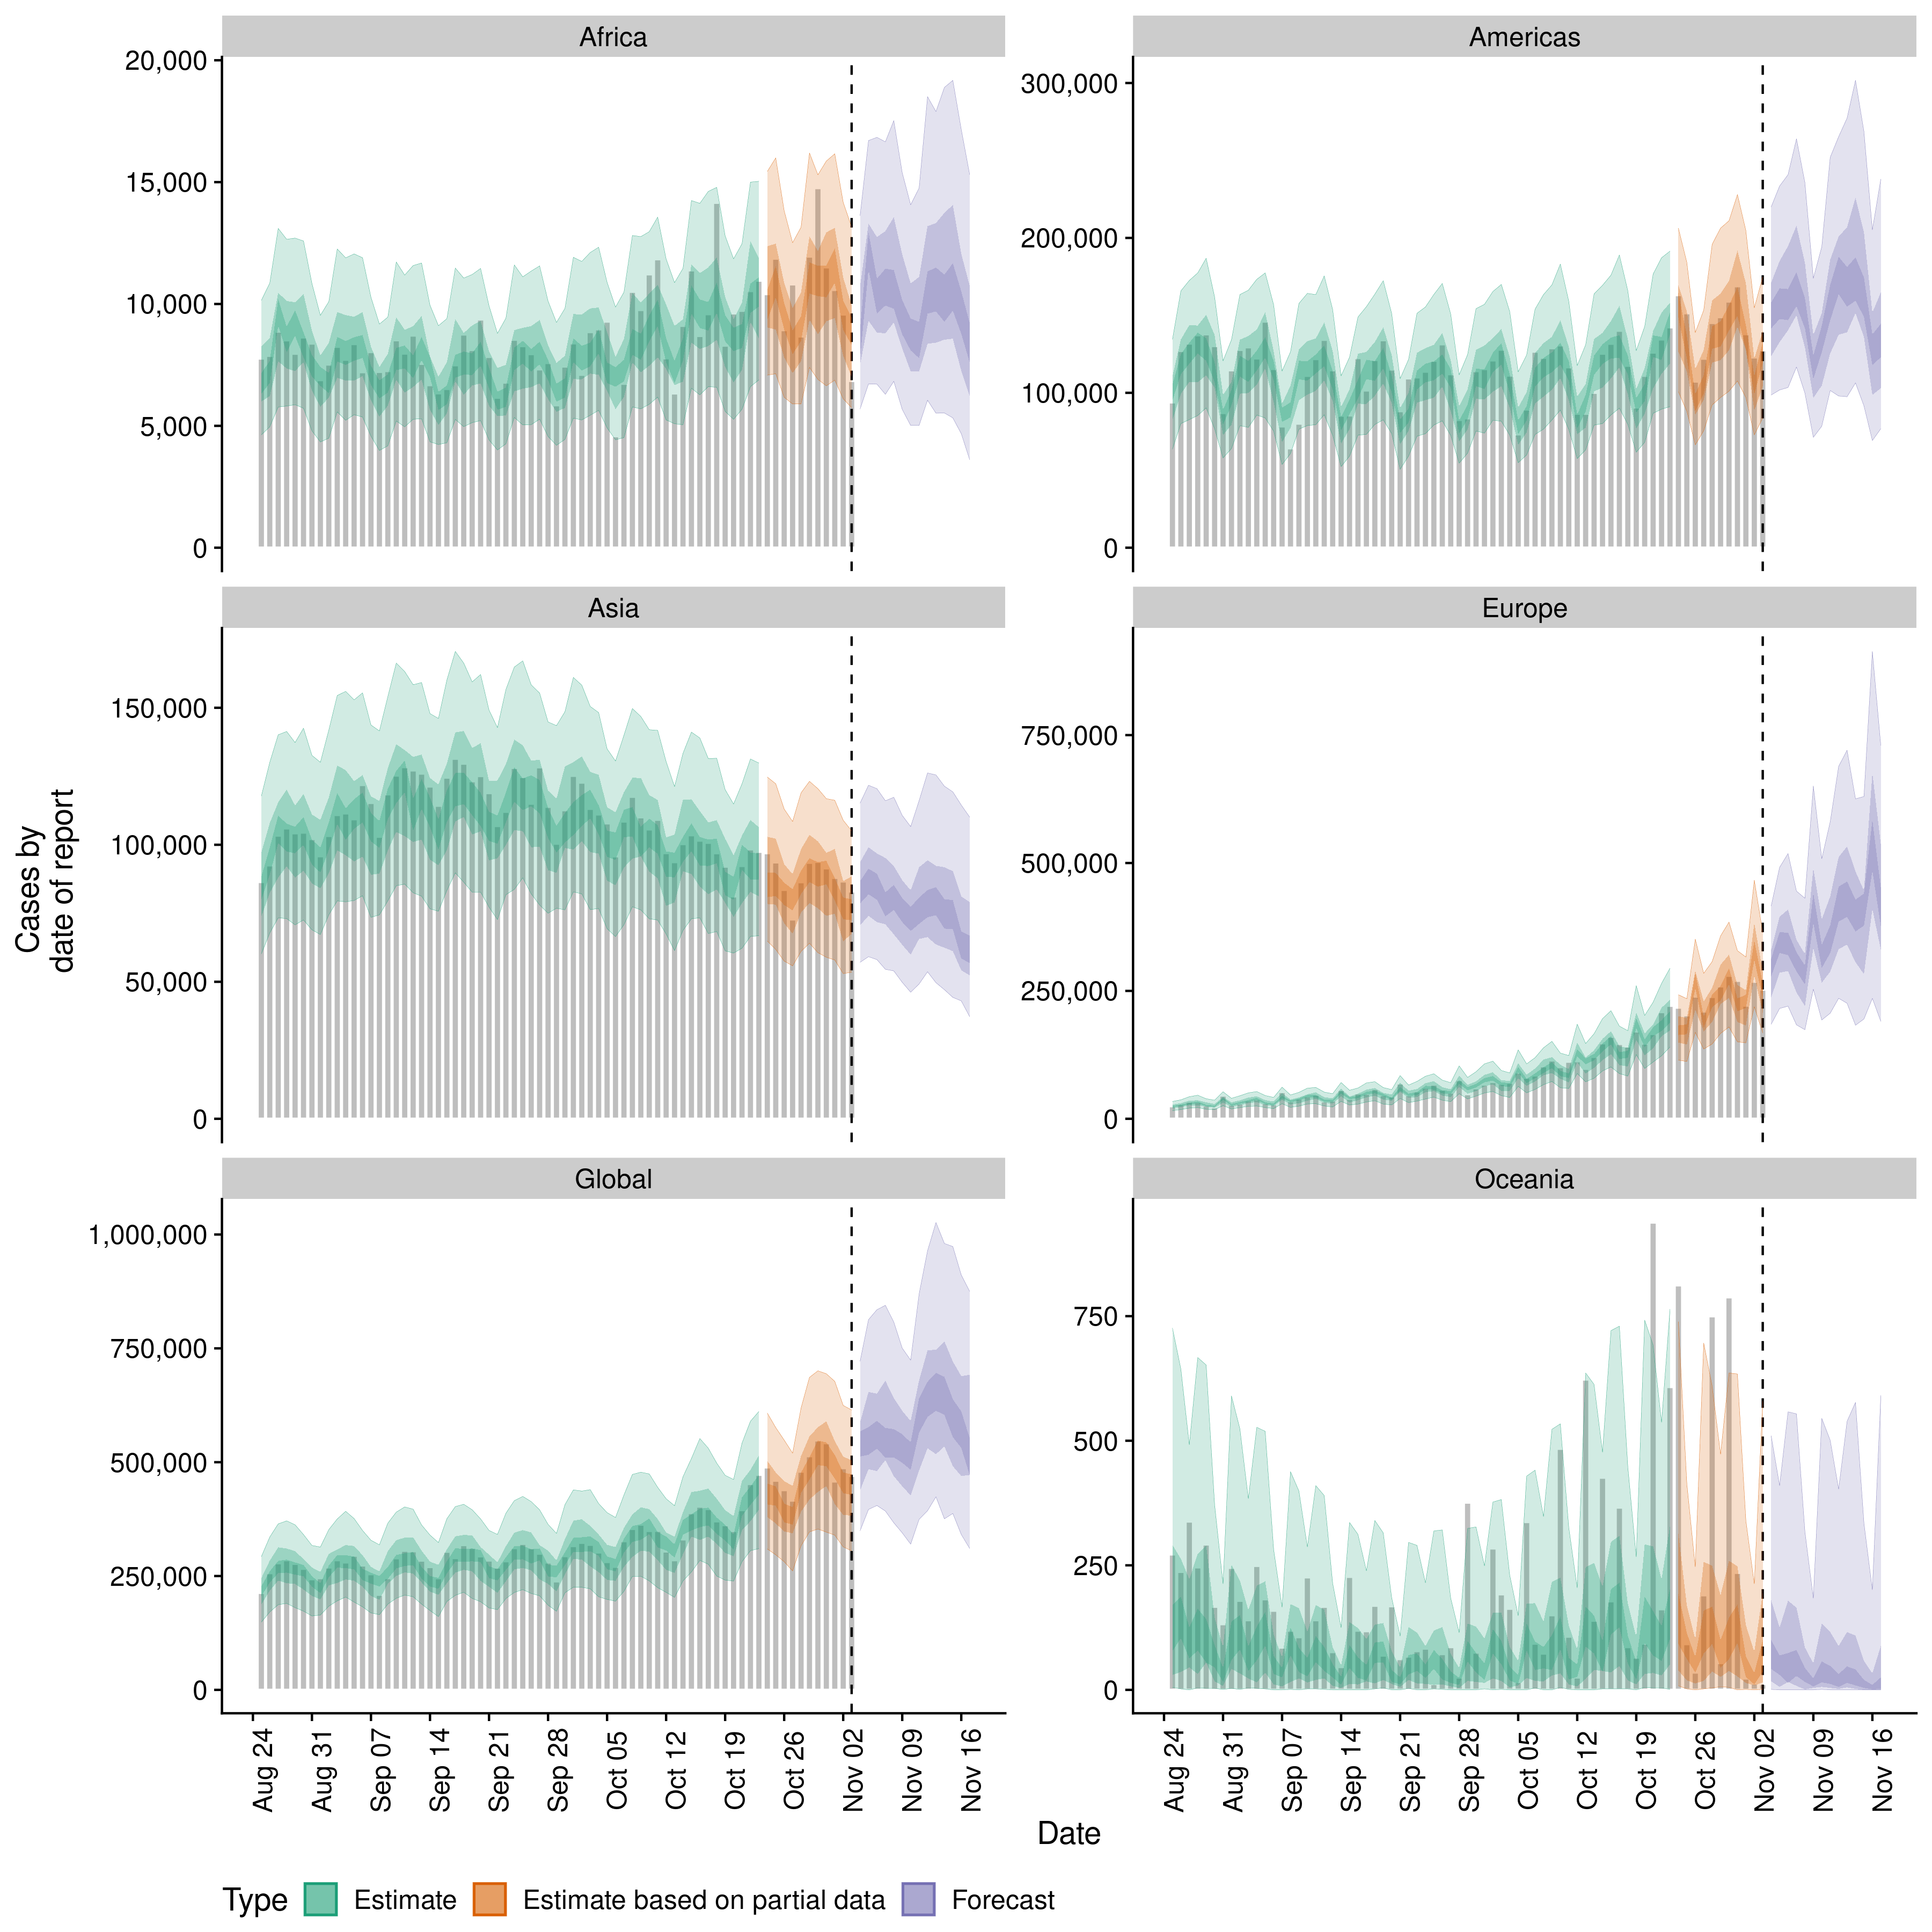 Africa
Americas
20,000
15,000
10,000
5,000
0
300,000
200,000
100,000
0
Asia
Europe
150,000
100,000
50,000
0
750,000
500,000
250,000
0
Cases by
date of report
Global
Oceania
1,000,000
750,000
500,000
250,000
0
750
500
250
0
Aug 24
Aug 31
Sep 07
Sep 14
Sep 21
Sep 28
Oct 05
Oct 12
Oct 19
Oct 26
Nov 02
Nov 09
Nov 16
Aug 24
Aug 31
Sep 07
Sep 14
Sep 21
Sep 28
Oct 05
Oct 12
Oct 19
Oct 26
Nov 02
Nov 09
Nov 16
Date
Type Estimate Estimate based on partial data Forecast